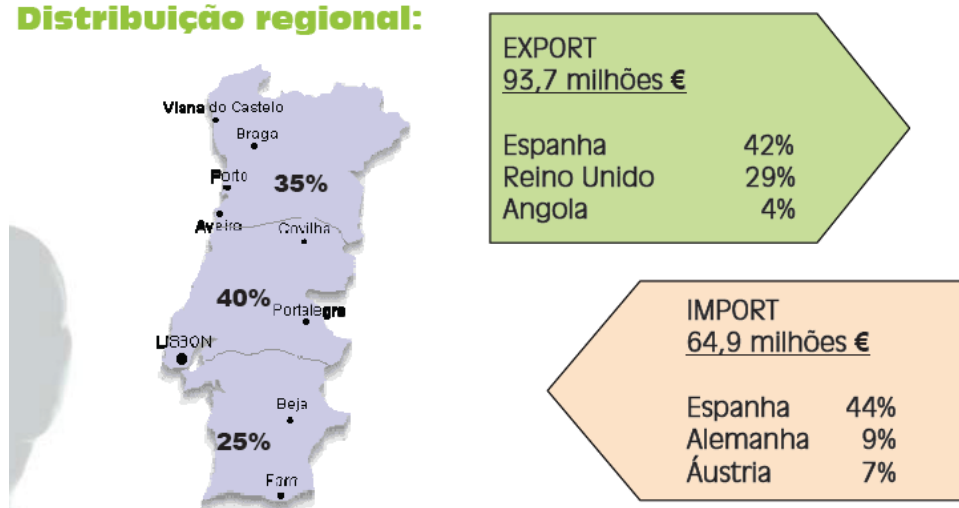 Distribuição regional:
Viana do Castelo
Braga
Porto
35%
Aveiro
Covilha
40%
Portalegre
LISBON
Beja
25%
Faro
EXPORT
93,7 milhões €
Espanha 42%
Reino Unido 29%
Angola 4%
IMPORT
64,9 milhões €
Espanha 44%
Alemanha 9%
Áustria 7%